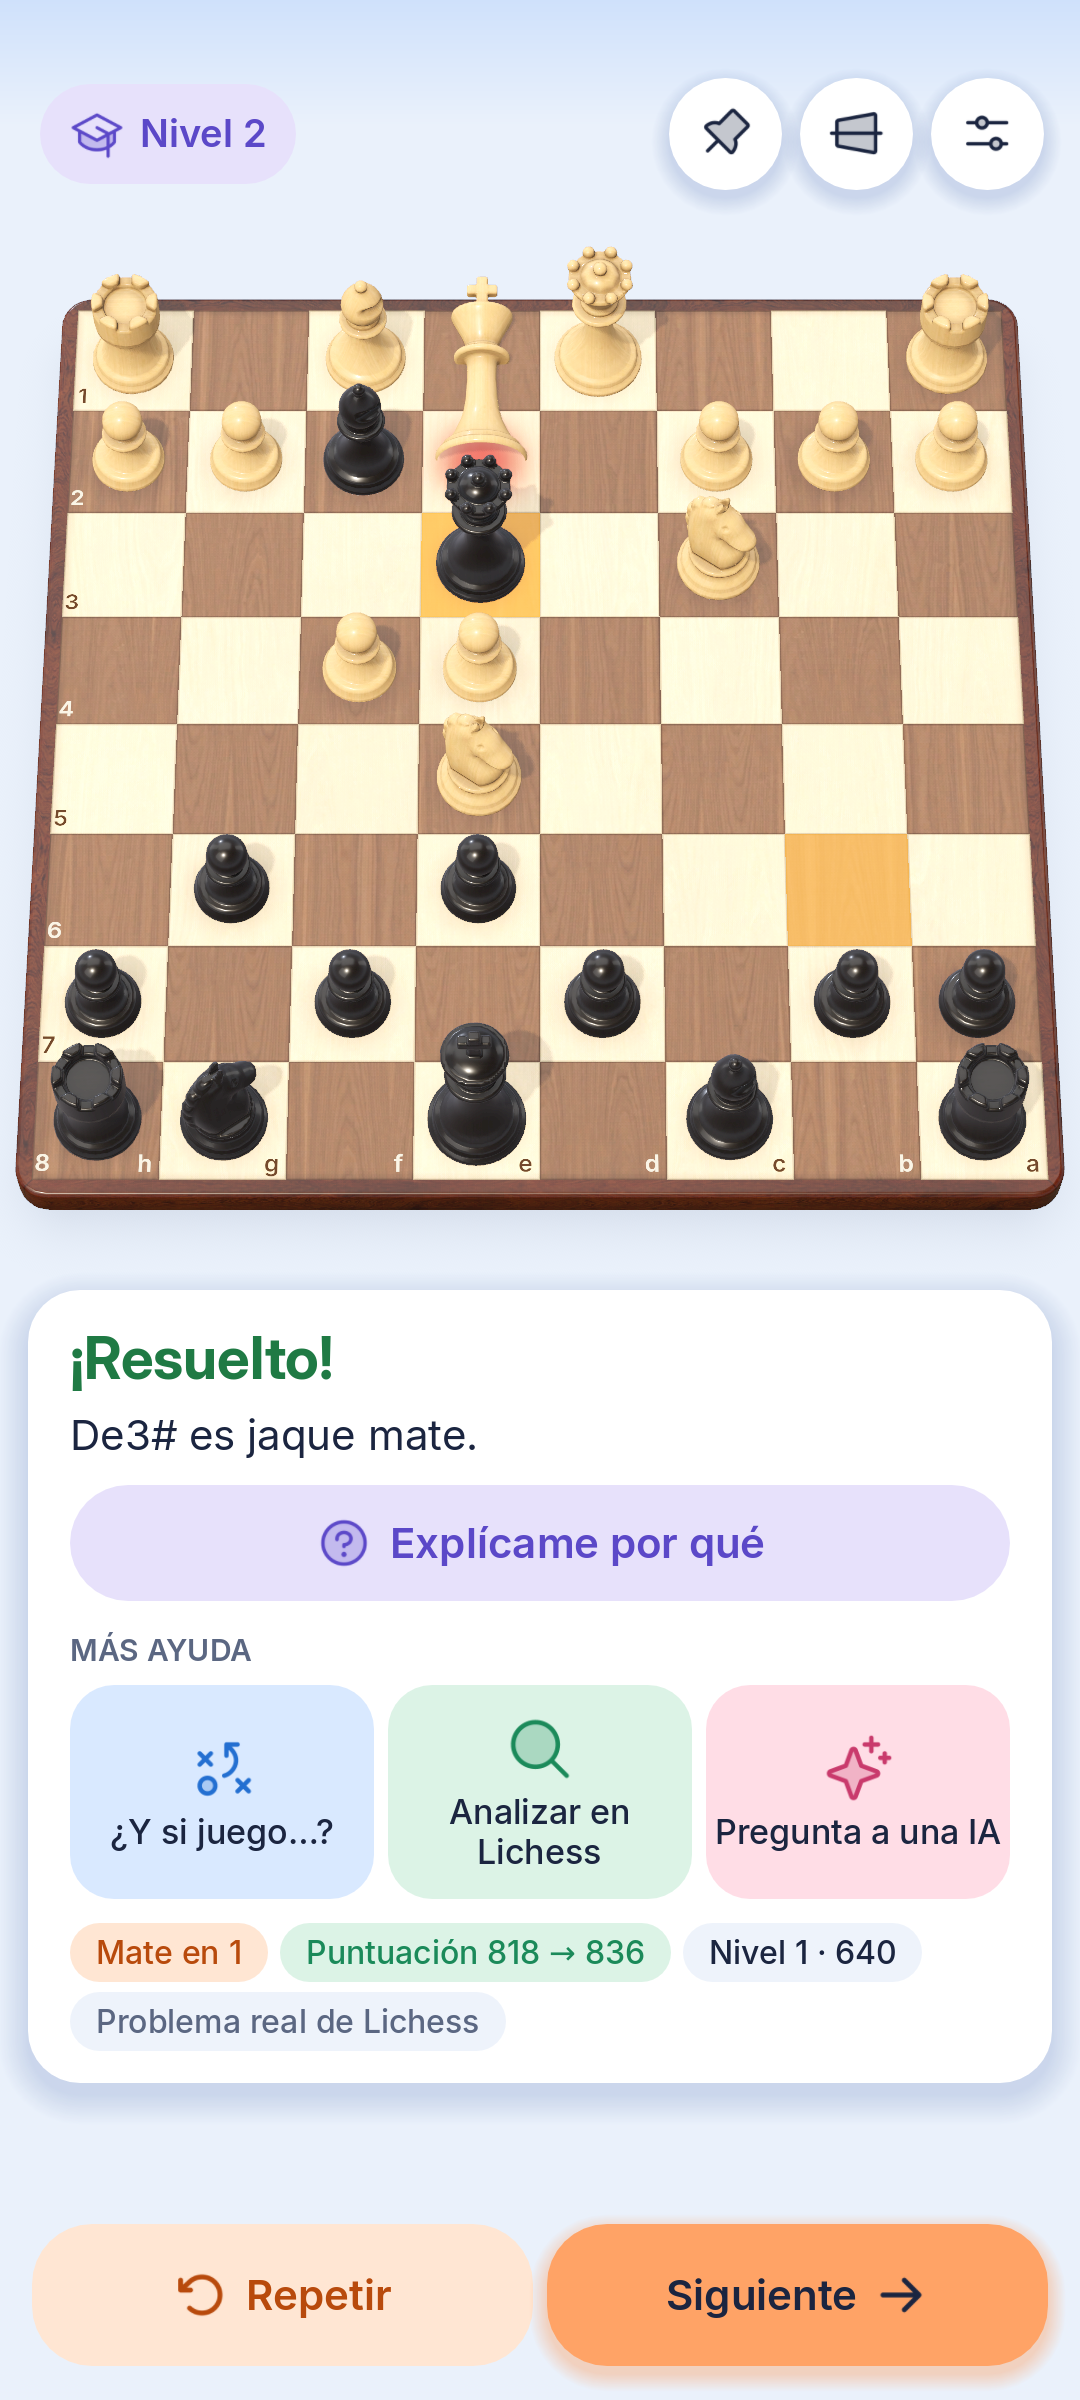 Nivel 2
1
2
3
4
5
6
7
8 h g f e d c b a
¡Resuelto!
De3# es jaque mate.
Explícame por qué
MÁS AYUDA
¿Y si juego...?
Analizar en
Lichess
Pregunta a una IA
Mate en 1
Puntuación 818 → 836
Nivel 1 · 640
Problema real de Lichess
Repetir
Siguiente →